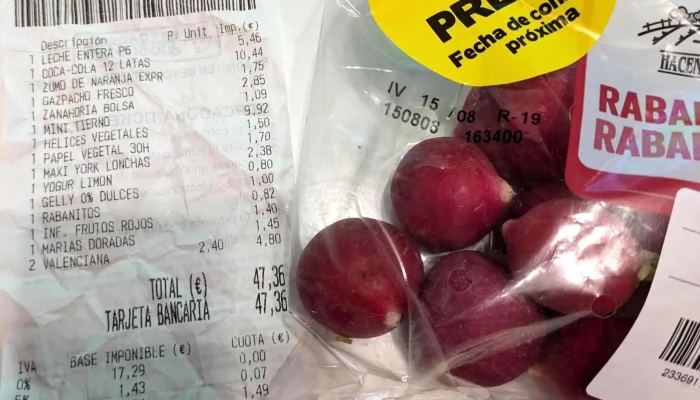 Descripción P. Unit Imp.(€)
1 LECHE ENTERA P6 5,46
1 COCA-COLA 12 LATAS 10,44
1 ZUMO DE NARANJA EXPR 1,75
1 GAZPACHO FRESCO 2,85
1 ZANAHORIA BOLSA 1,09
1 MINI TIERNO 9,92
1 HELICES VEGETALES 1,50
1 PAPEL VEGETAL 30H 1,70
1 MAXI YORK LONCHAS 2,38
1 YOGUR LIMON 0,80
1 GELLY 0% DULCES 1,00
1 RABANITOS 0,82
1 INF. FRUTOS ROJOS 1,40
1 MARIAS DORADAS 1,45
2 VALENCIANA 2,40 4,80
TOTAL (€) 47,36
TARJETA BANCARIA 47,36
IVA BASE IMPONIBLE (€) CUOTA (€)
0% 17,29 0,00
1,43 0,07
1,49
PRE
Fecha de con
próxima
IV 15/08 R-19
150803 163400
HACEN
RABA
RABA
233691